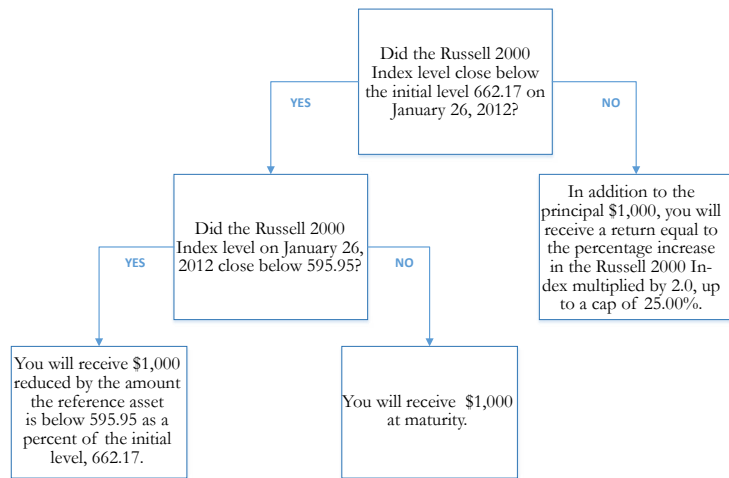 Did the Russell 2000
Index level close below
the initial level 662.17 on
January 26, 2012?
YES
NO
Did the Russell 2000
Index level on January 26,
2012 close below 595.95?
In addition to the
principal $1,000, you will
receive a return equal to
the percentage increase
in the Russell 2000 In-
dex multiplied by 2.0, up
to a cap of 25.00%.
YES
NO
You will receive $1,000
reduced by the amount
the reference asset
is below 595.95 as a
percent of the initial
level, 662.17.
You will receive $1,000
at maturity.